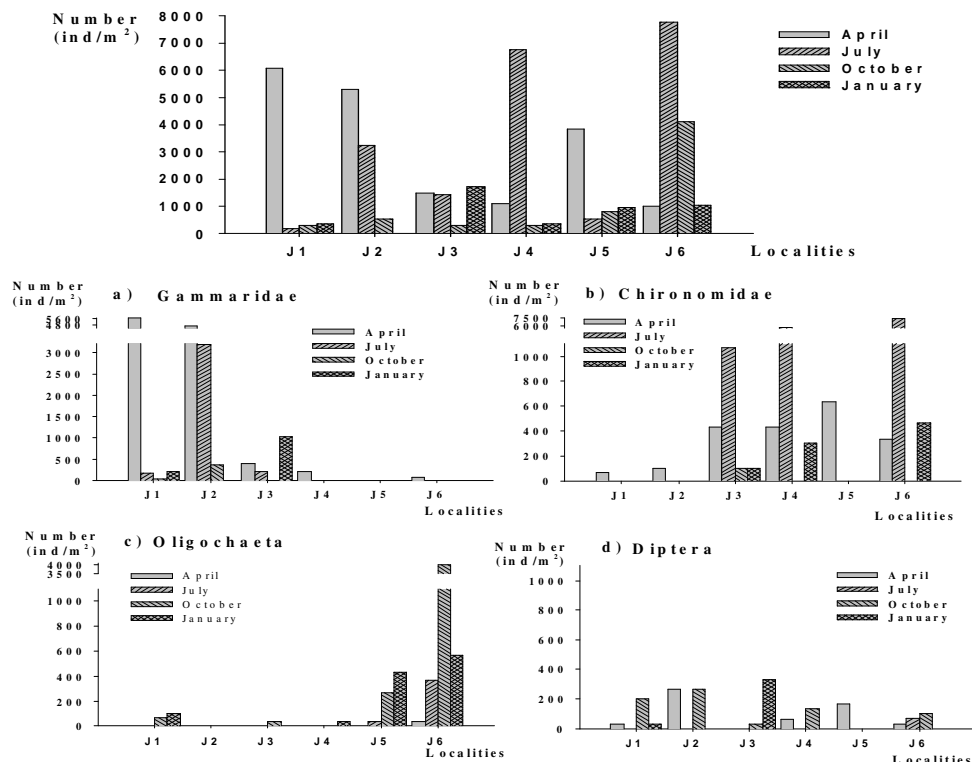 Number
(ind/m²)
8000
7000
6000
5000
4000
3000
2000
1000
0
April
July
October
January
J1 J2 J3 J4 J5 J6
Localities
Number
(ind/m²)
a) Gammaridae
5600
4800
3000
2500
2000
1500
1000
500
0
April
July
October
January
J1 J2 J3 J4 J5 J6
Localities
Number
(ind/m²)
b) Chironomidae
7500
6000
1000
800
600
400
200
0
April
July
October
January
J1 J2 J3 J4 J5 J6
Localities
Number
(ind/m²)
c) Oligochaeta
4000
3500
1000
800
600
400
200
0
April
July
October
January
J1 J2 J3 J4 J5 J6
Localities
Number
(ind/m²)
d) Diptera
1000
800
600
400
200
0
April
July
October
January
J1 J2 J3 J4 J5 J6
Localities